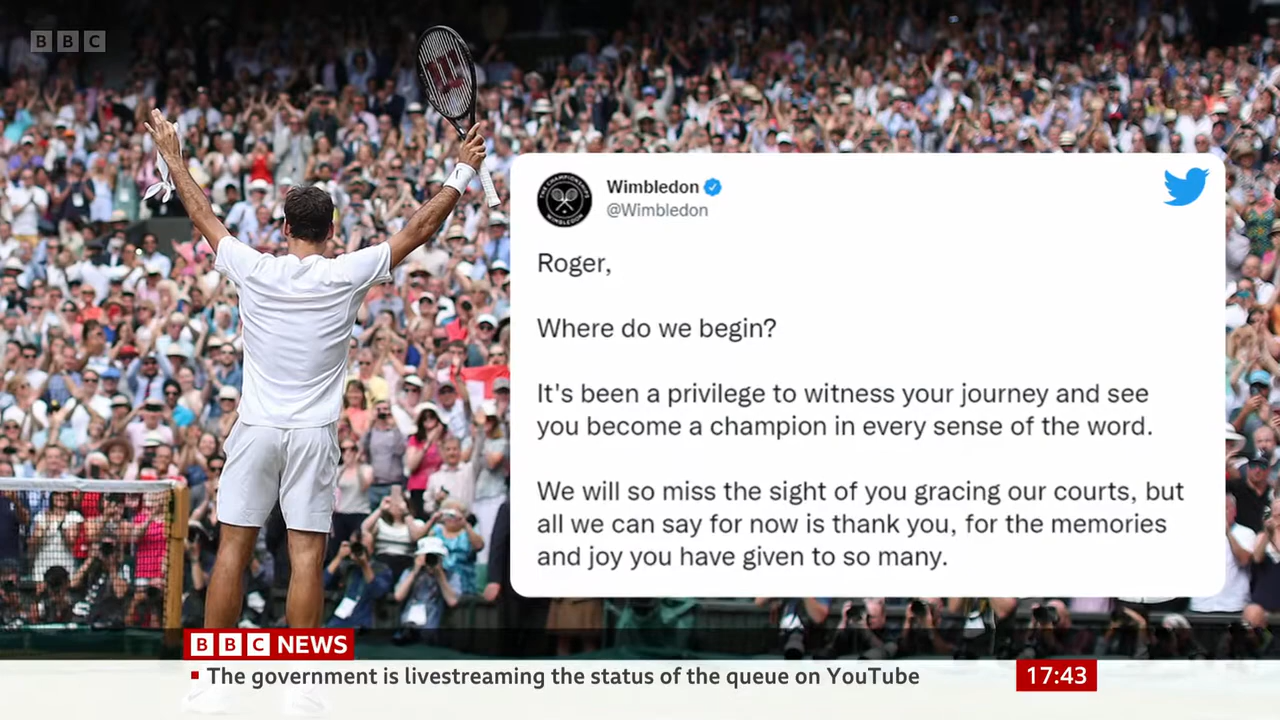 BBC
Wimbledon
@Wimbledon
Roger,
Where do we begin?
It's been a privilege to witness your journey and see
you become a champion in every sense of the word.
We will so miss the sight of you gracing our courts, but
all we can say for now is thank you, for the memories
and joy you have given to so many.
BBC NEWS
The government is livestreaming the status of the queue on YouTube
17:43
THE CHAMPIONSHIPS
WIMBLEDON
W